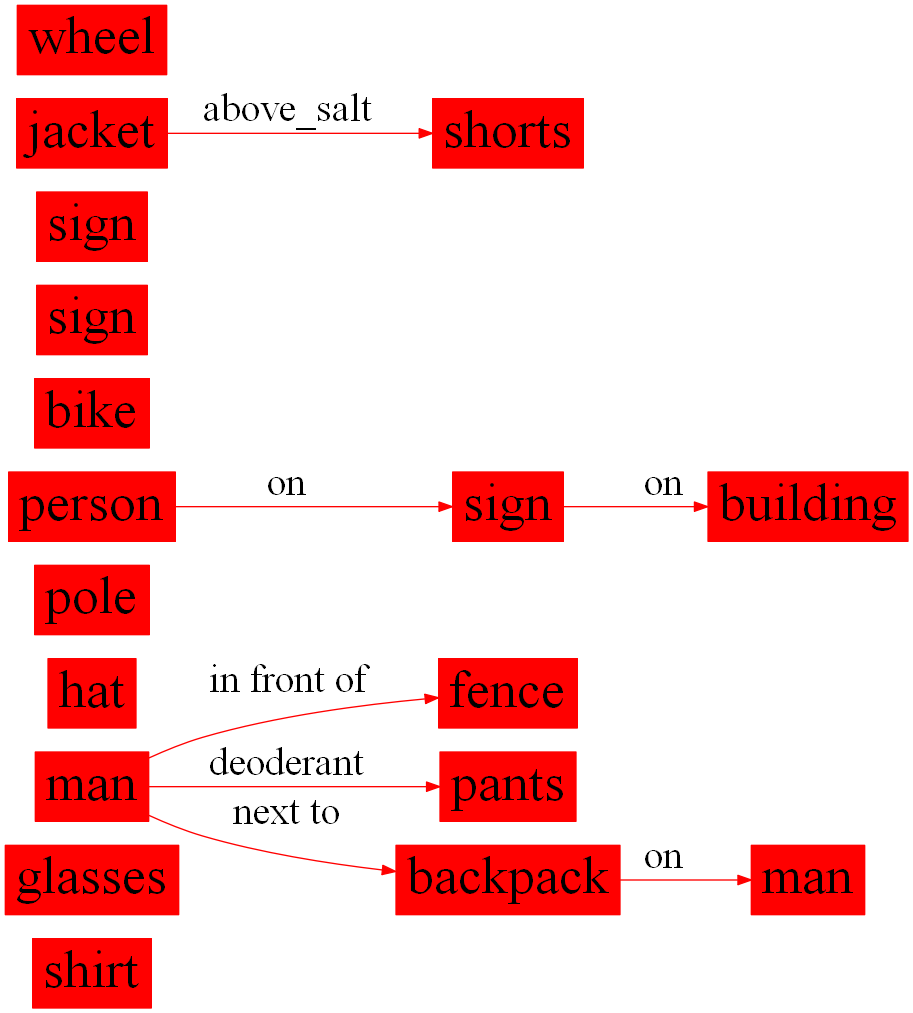 wheel
jacket above_salt shorts
sign
sign
bike
person on sign on building
pole
hat in front of fence
man deoderant pants
next to
glasses backpack on man
shirt